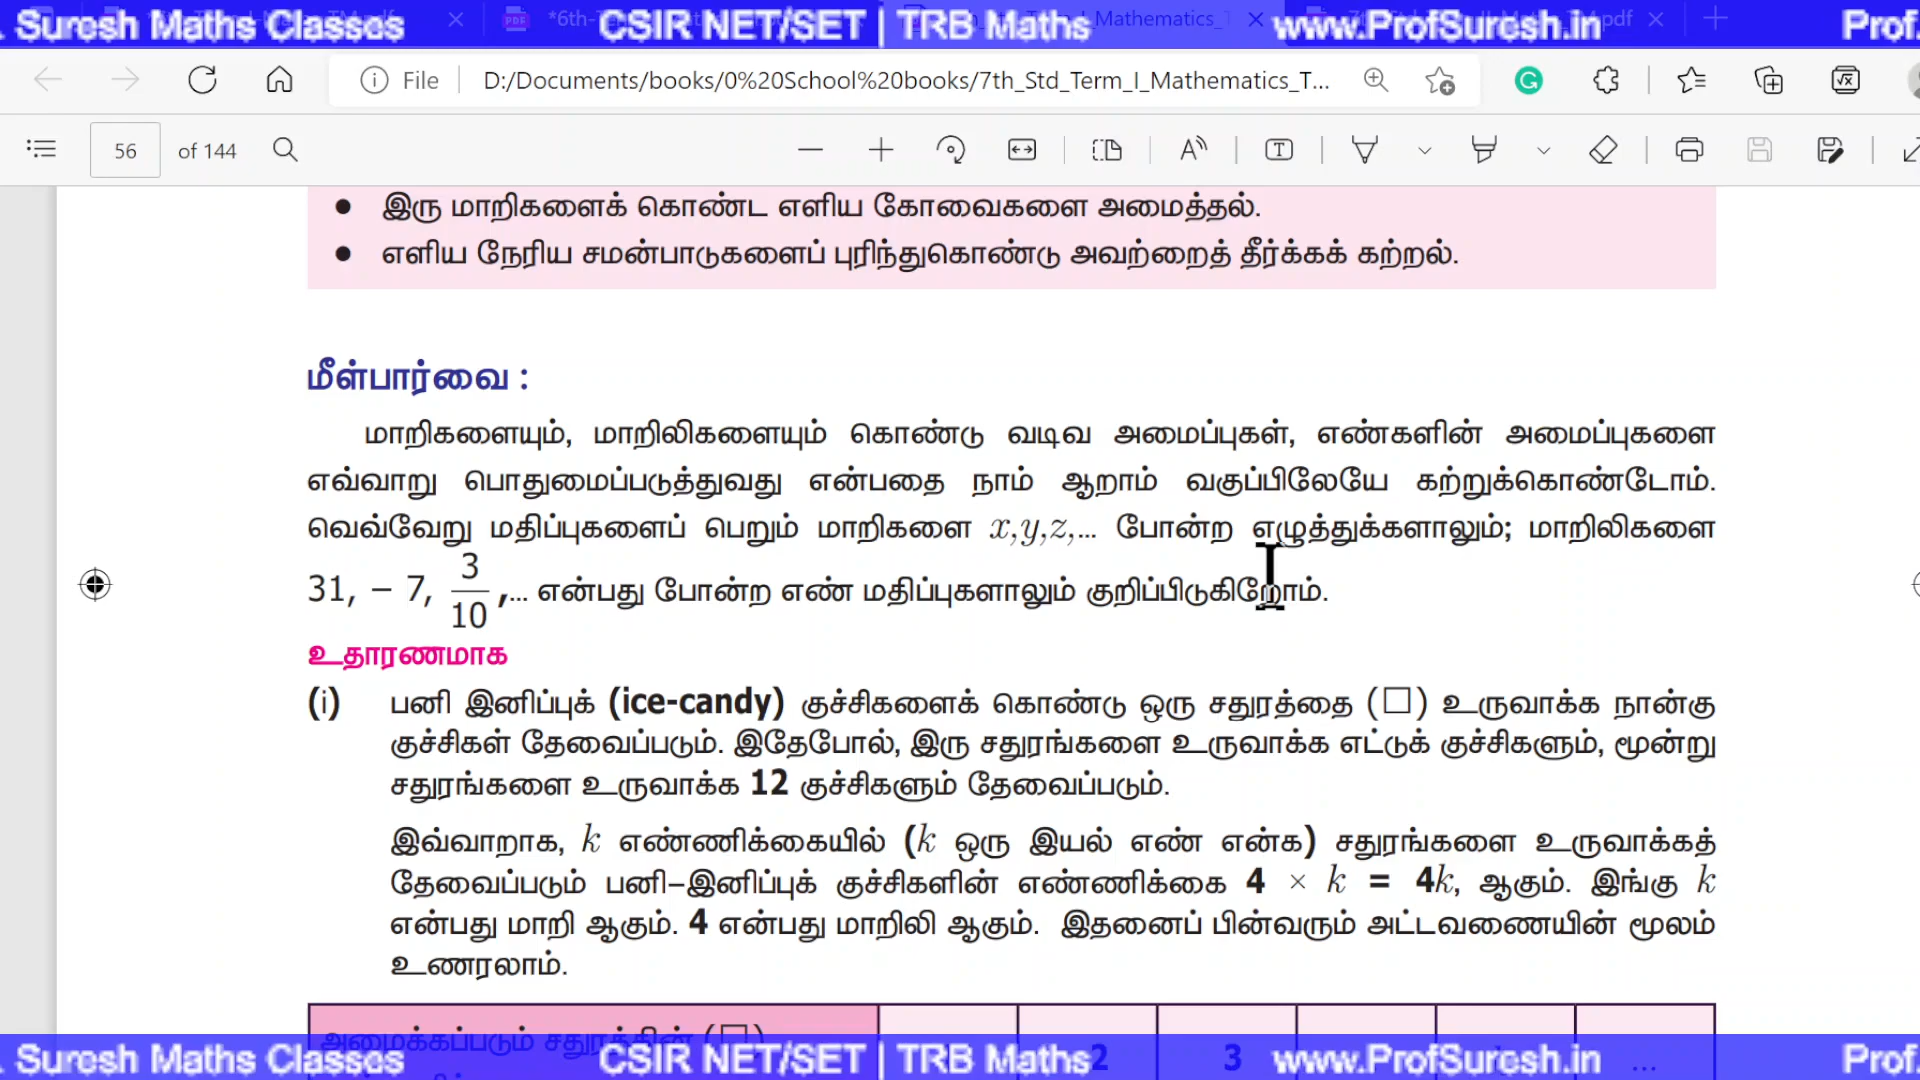 . Suresh Maths Classes CSIR NET/SET | TRB Maths www.ProfSuresh.in Prof.
File D:/Documents/books/0%20School%20books/7th_Std_Term_I_Mathematics_T...
56 of 144
• இரு மாறிகளைக் கொண்ட எளிய கோவைகளை அமைத்தல்.
• எளிய நேரிய சமன்பாடுகளைப் புரிந்துகொண்டு அவற்றைத் தீர்க்கக் கற்றல்.
மீள்பார்வை :
மாறிகளையும், மாறிலிகளையும் கொண்டு வடிவ அமைப்புகள், எண்களின் அமைப்புகளை
எவ்வாறு பொதுமைப்படுத்துவது என்பதை நாம் ஆறாம் வகுப்பிலேயே கற்றுக்கொண்டோம்.
வெவ்வேறு மதிப்புகளைப் பெறும் மாறிகளை x,y,z,... போன்ற எழுத்துக்களாலும்; மாறிலிகளை
31, – 7, 3/10 ,... என்பது போன்ற எண் மதிப்புகளாலும் குறிப்பிடுகிறோம்.
உதாரணமாக
(i) பனி இனிப்புக் (ice-candy) குச்சிகளைக் கொண்டு ஒரு சதுரத்தை (□) உருவாக்க நான்கு
குச்சிகள் தேவைப்படும். இதேபோல், இரு சதுரங்களை உருவாக்க எட்டுக் குச்சிகளும், மூன்று
சதுரங்களை உருவாக்க 12 குச்சிகளும் தேவைப்படும்.
இவ்வாறாக, k எண்ணிக்கையில் (k ஒரு இயல் எண் என்க) சதுரங்களை உருவாக்கத்
தேவைப்படும் பனி–இனிப்புக் குச்சிகளின் எண்ணிக்கை 4 × k = 4k, ஆகும். இங்கு k
என்பது மாறி ஆகும். 4 என்பது மாறிலி ஆகும். இதனைப் பின்வரும் அட்டவணையின் மூலம்
உணரலாம்.
அமைக்கப்படும் சதுரத்தின் (□) 2 3 ...
. Suresh Maths Classes CSIR NET/SET | TRB Maths www.ProfSuresh.in Prof.